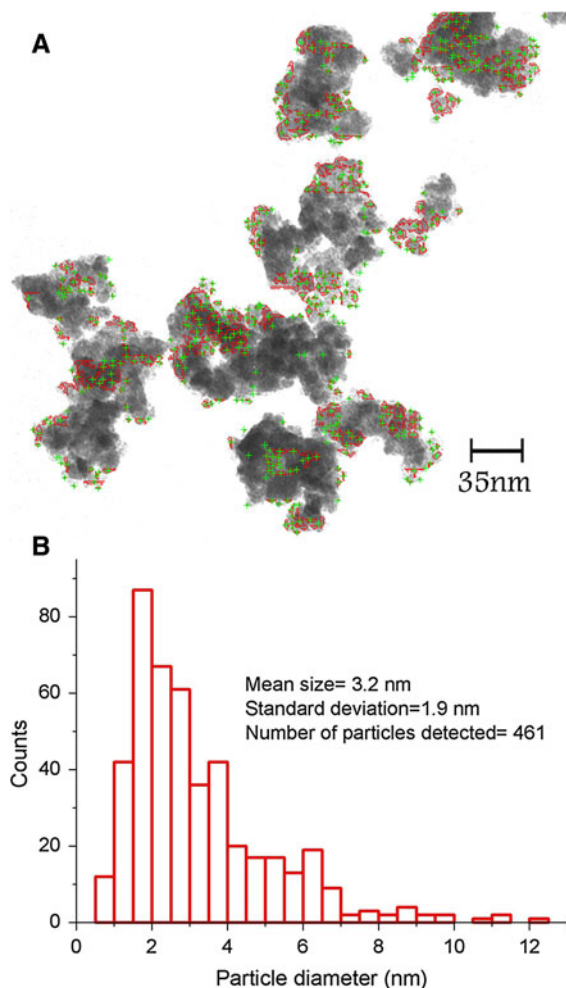 A
35nm
B
80
60
40
20
0
Counts
Mean size= 3.2 nm
Standard deviation=1.9 nm
Number of particles detected= 461
0 2 4 6 8 10 12
Particle diameter (nm)